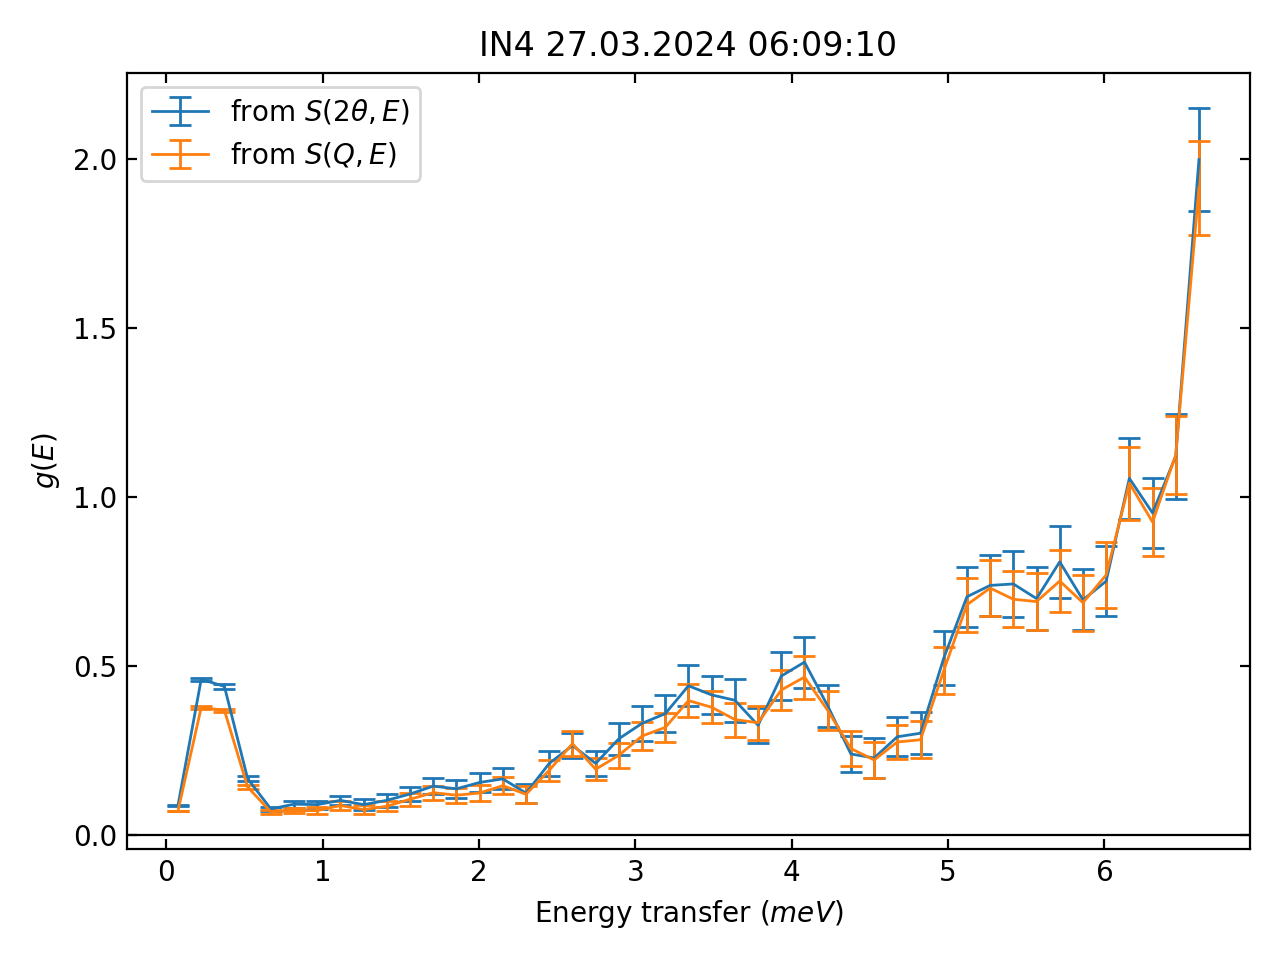 IN4 27.03.2024 06:09:10
from S(2θ, E)
from S(Q, E)
2.0
1.5
1.0
0.5
0.0
g(E)
0 1 2 3 4 5 6
Energy transfer (meV)